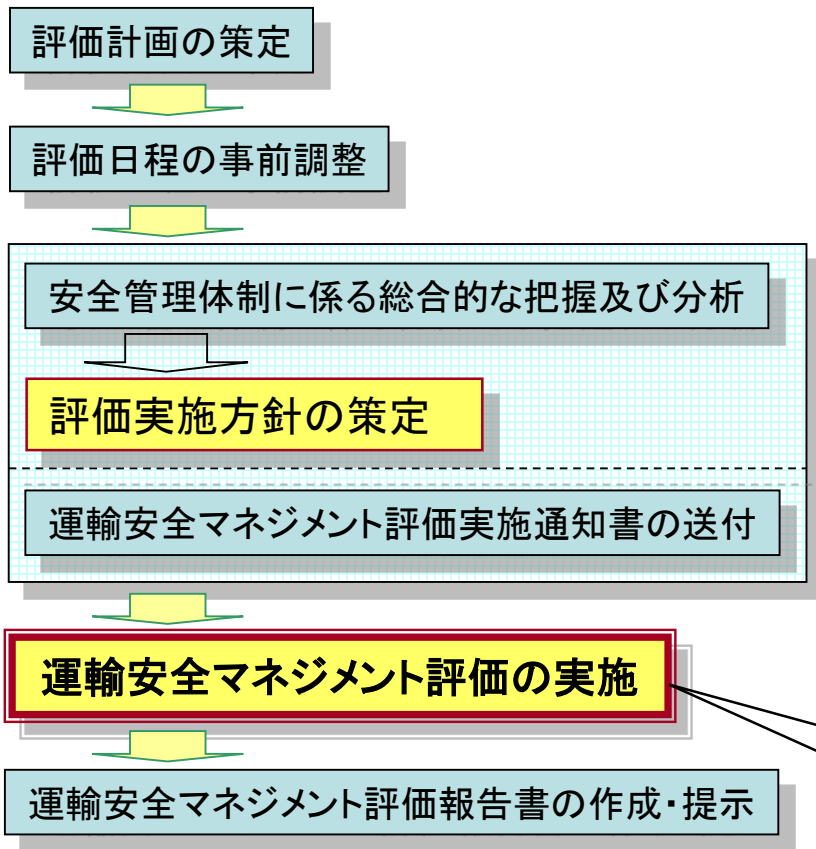 評価計画の策定
評価日程の事前調整
安全管理体制に係る総合的な把握及び分析
評価実施方針の策定
運輸安全マネジメント評価実施通知書の送付
運輸安全マネジメント評価の実施
運輸安全マネジメント評価報告書の作成・提示